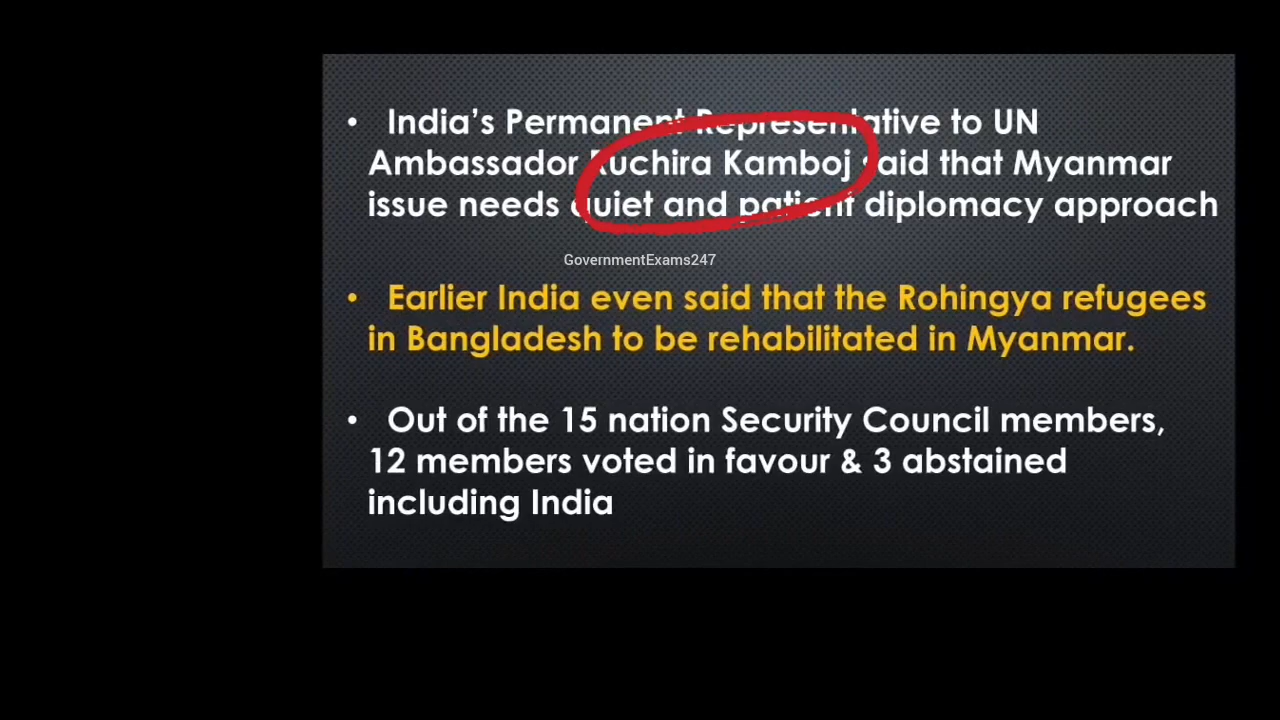 • India's Permanent Representative to UN
Ambassador Ruchira Kamboj said that Myanmar
issue needs quiet and patient diplomacy approach
GovernmentExams247
• Earlier India even said that the Rohingya refugees
in Bangladesh to be rehabilitated in Myanmar.
• Out of the 15 nation Security Council members,
12 members voted in favour & 3 abstained
including India